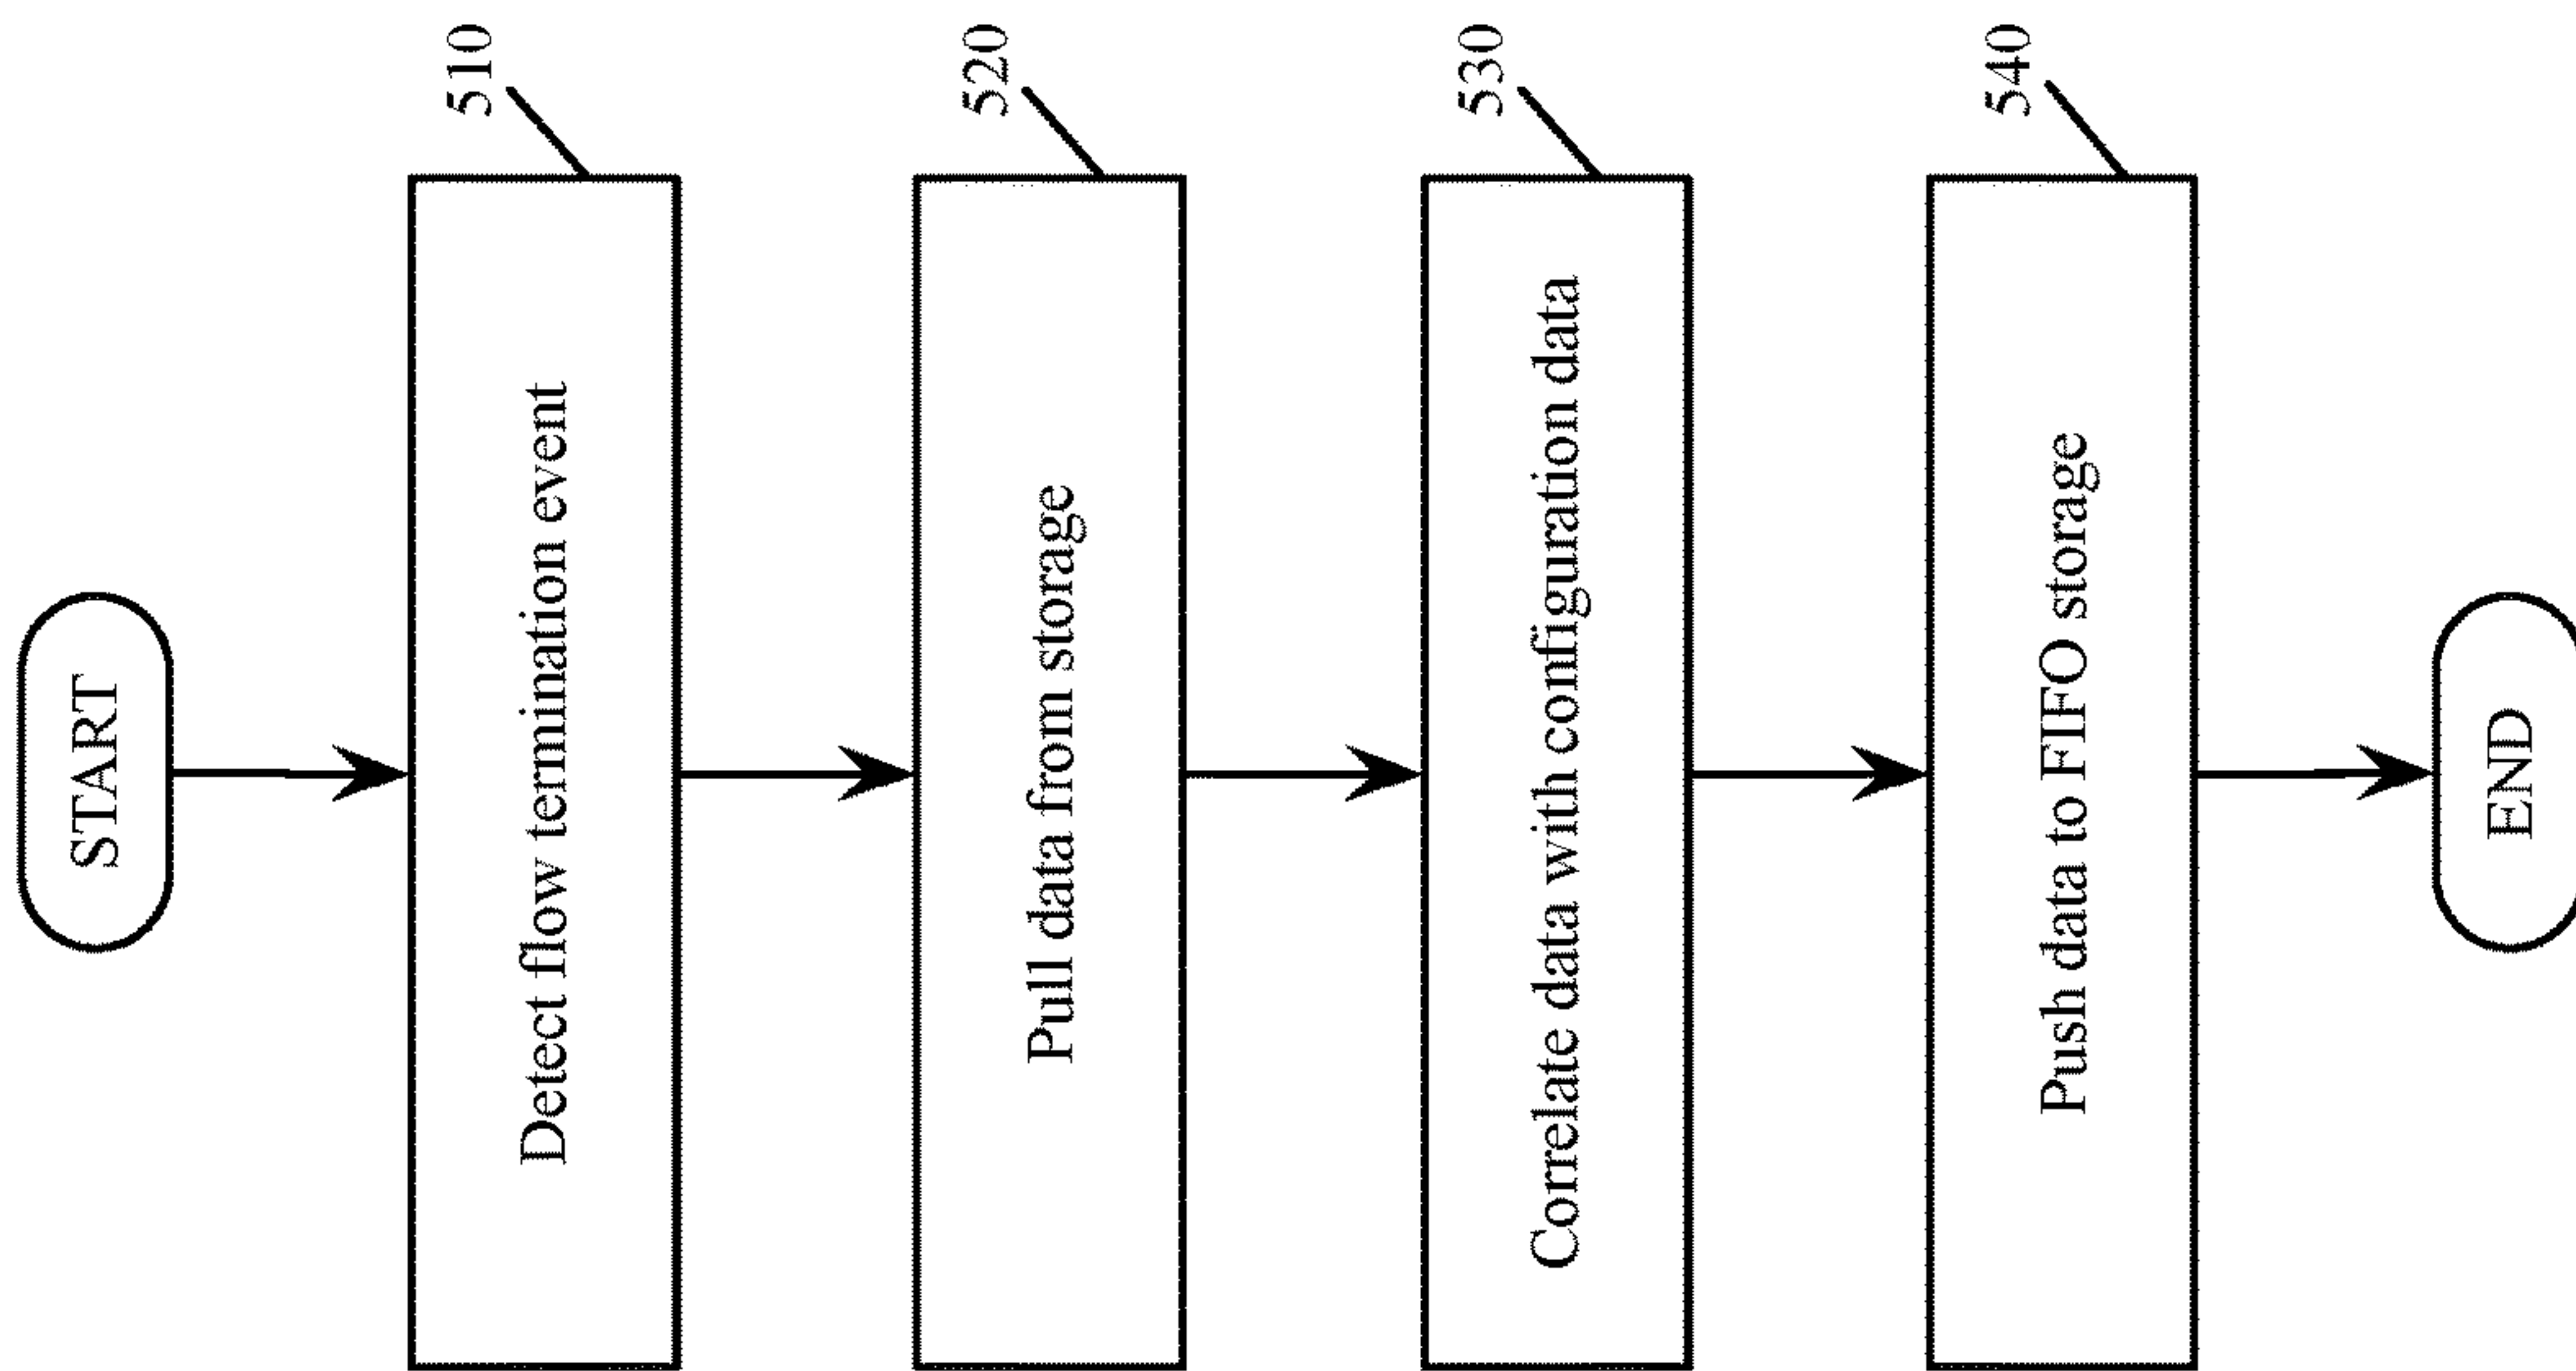 START
510
Detect flow termination event
520
Pull data from storage
530
Correlate data with configuration data
540
Push data to FIFO storage
END